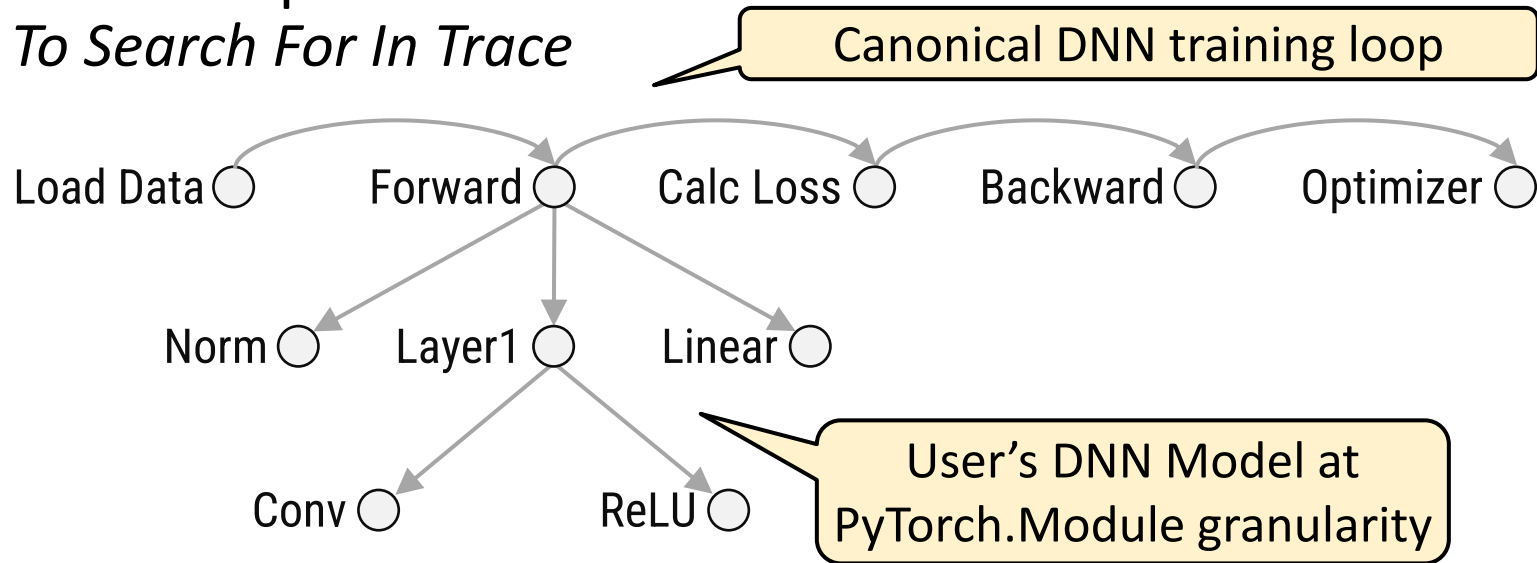 To Search For In Trace
Canonical DNN training loop
Load Data
Forward
Calc Loss
Backward
Optimizer
Norm
Layer1
Linear
User's DNN Model at
PyTorch.Module granularity
Conv
ReLU